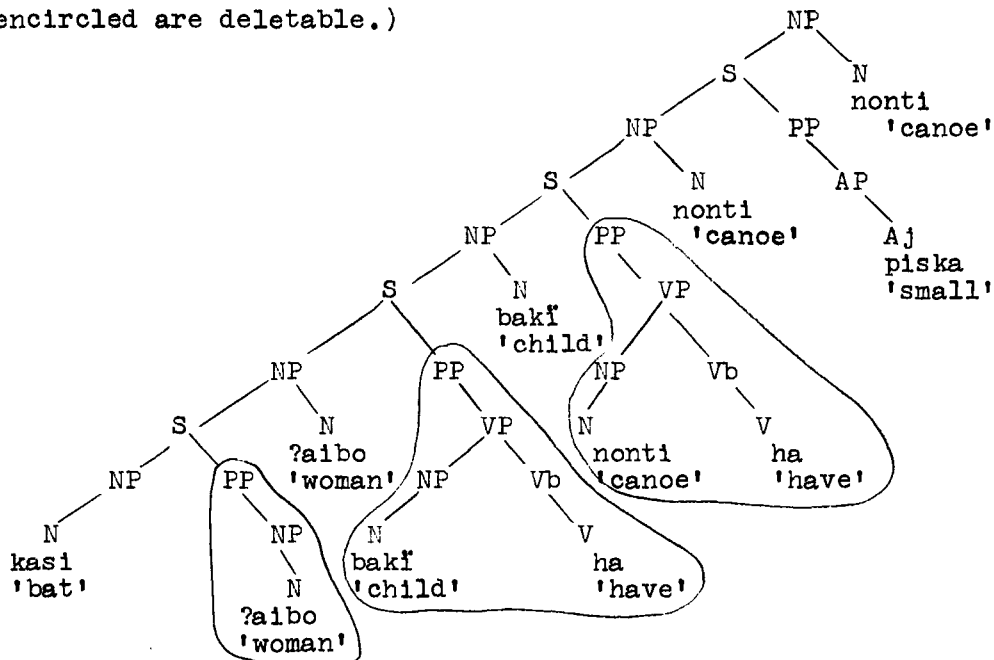 encircled are deletable.)
NP
S N
nonti
'canoe'
NP PP
S N AP
nonti
'canoe'
NP PP Aj
piska
'small'
S N VP
bakï
'child'
NP PP NP Vb
S N VP N V
?aibo nonti ha
'woman' 'canoe' 'have'
NP PP NP Vb
N NP N V
kasi bakï ha
'bat' 'child' 'have'
N
?aibo
'woman'